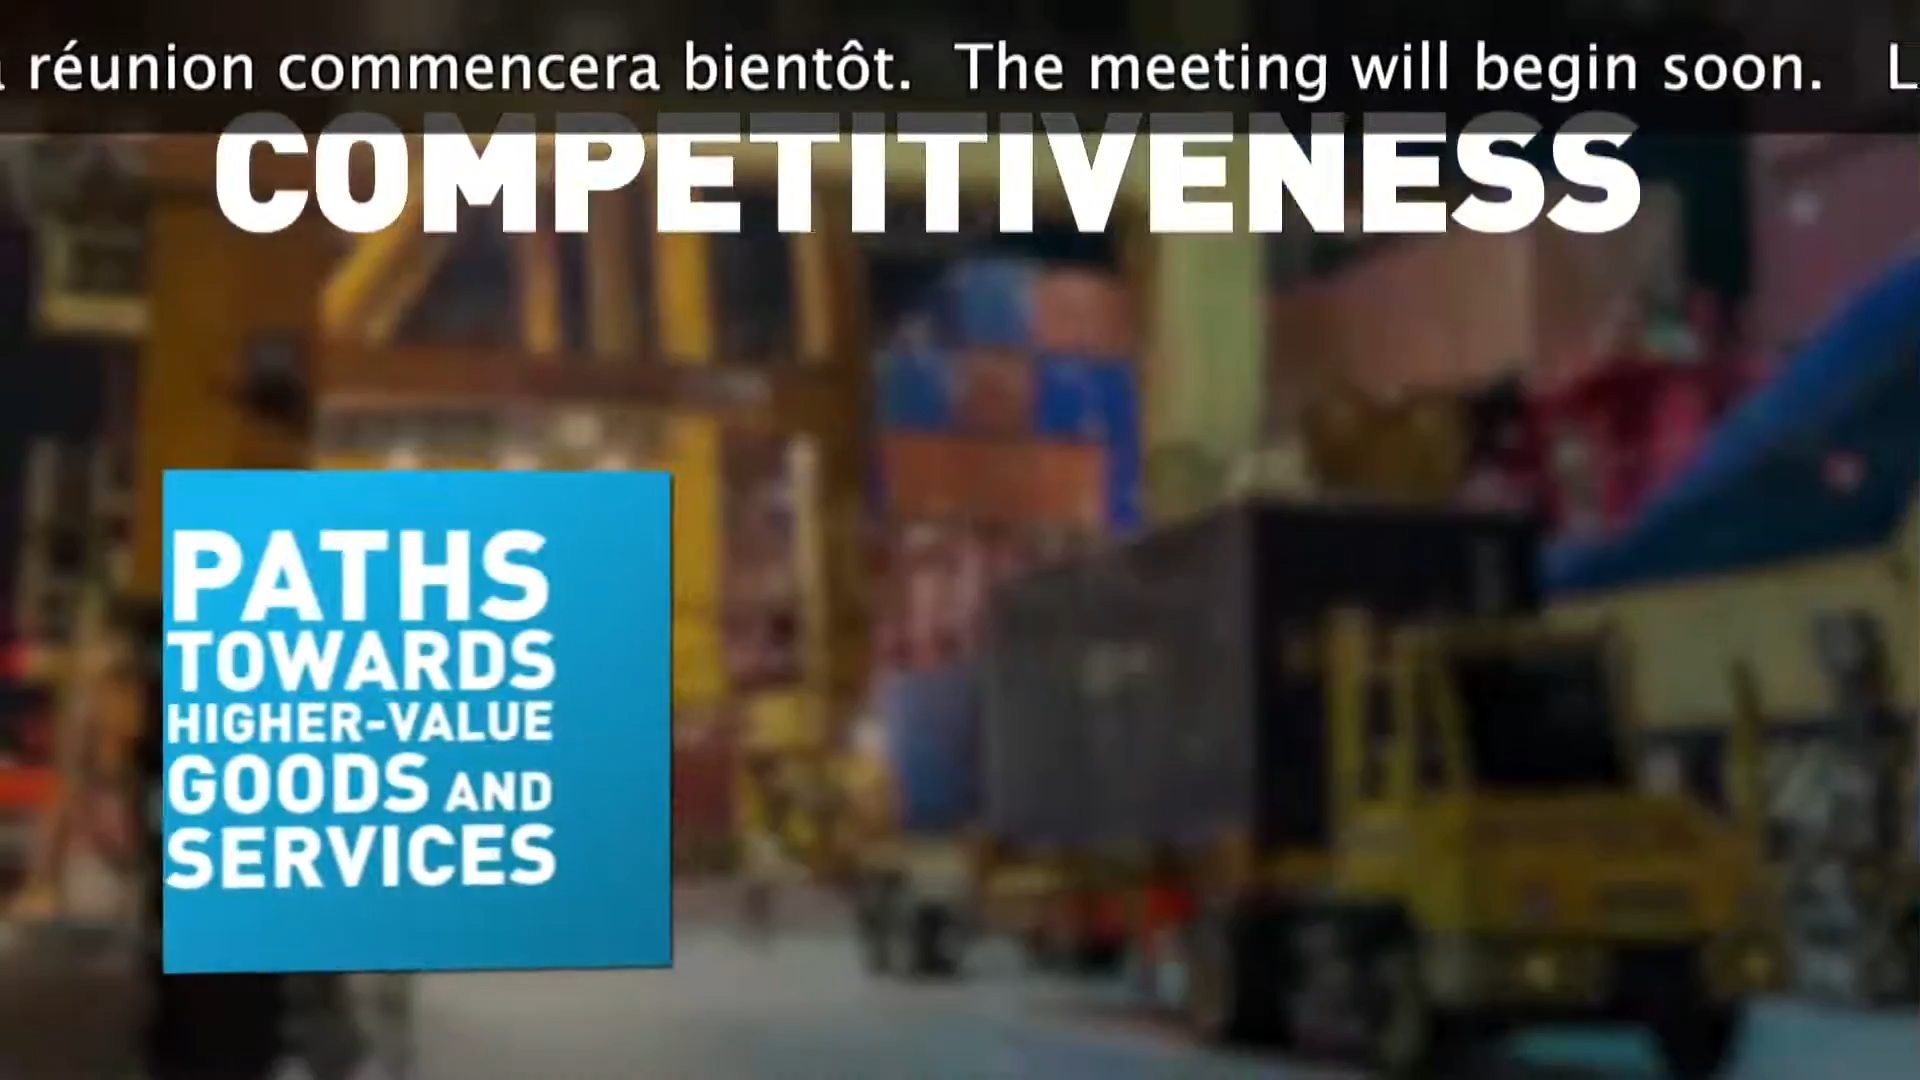 réunion commencera bientôt. The meeting will begin soon.
COMPETITIVENESS
PATHS
TOWARDS
HIGHER-VALUE
GOODS AND
SERVICES